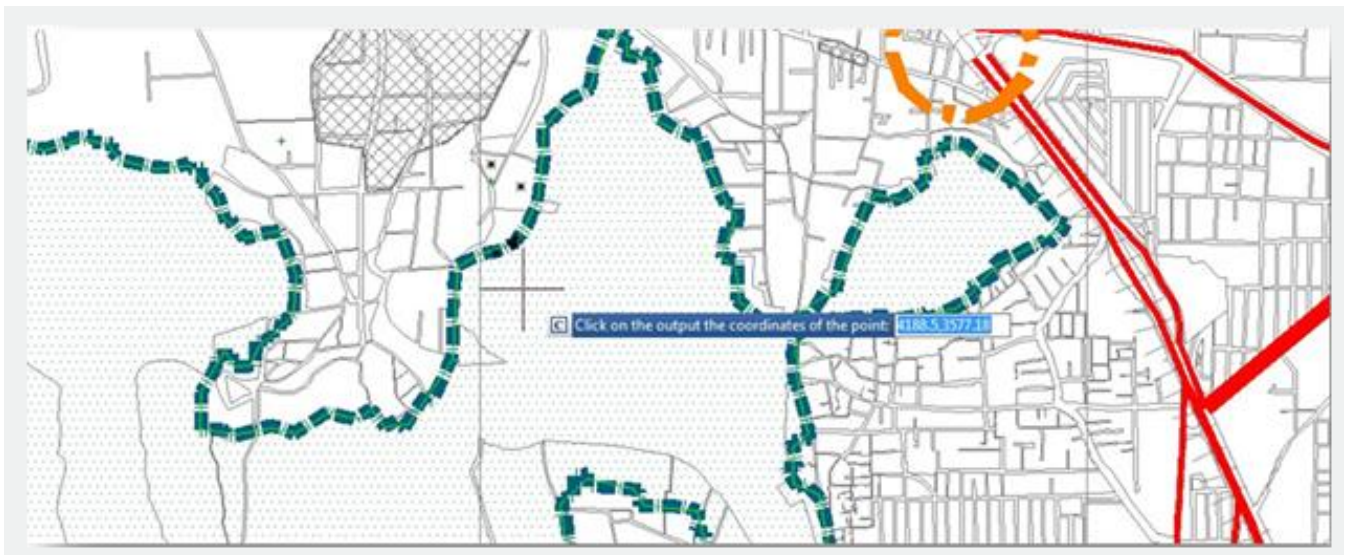 Click on the output the coordinates of the point: 4188.5,3577.18